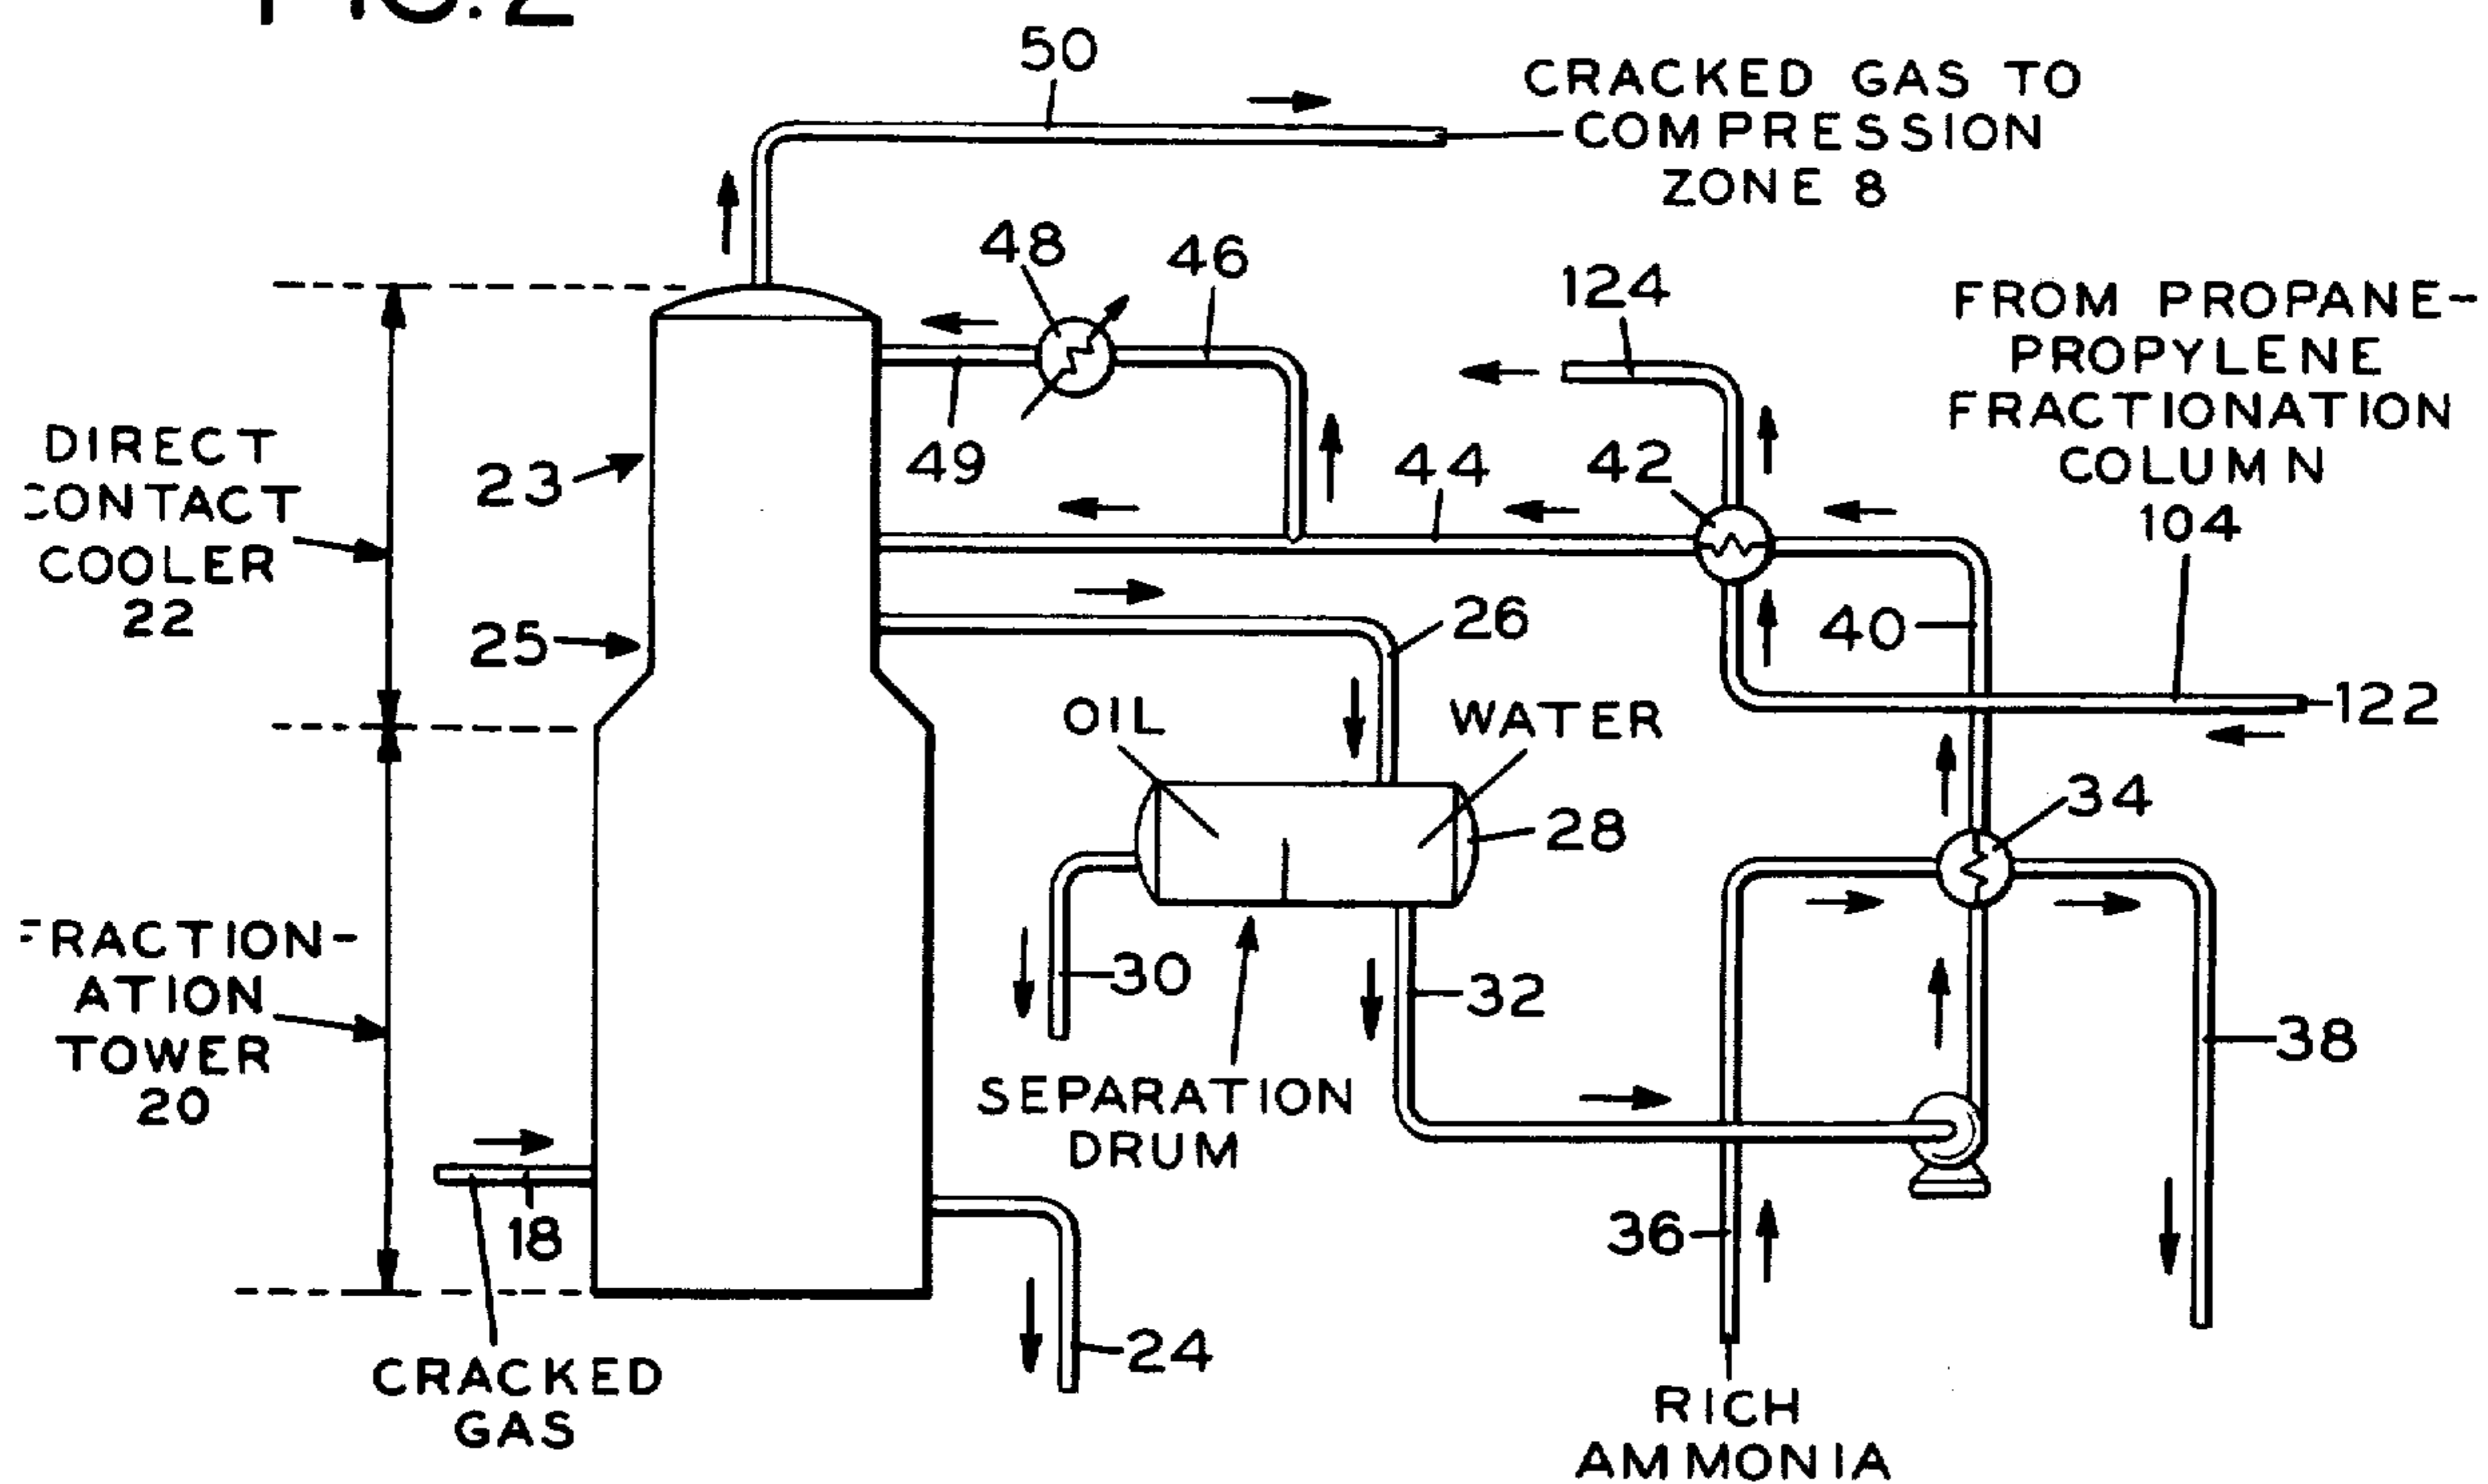 FIG.2
50
CRACKED GAS TO
COMPRESSION
ZONE 8
48
46
124
FROM PROPANE-
PROPYLENE
FRACTIONATION
COLUMN
104
DIRECT
CONTACT
COOLER
22
23
49
44
42
25
26
40
122
OIL
WATER
28
34
FRACTION-
ATION
TOWER
20
30
32
38
SEPARATION
DRUM
18
36
24
CRACKED
GAS
RICH
AMMONIA